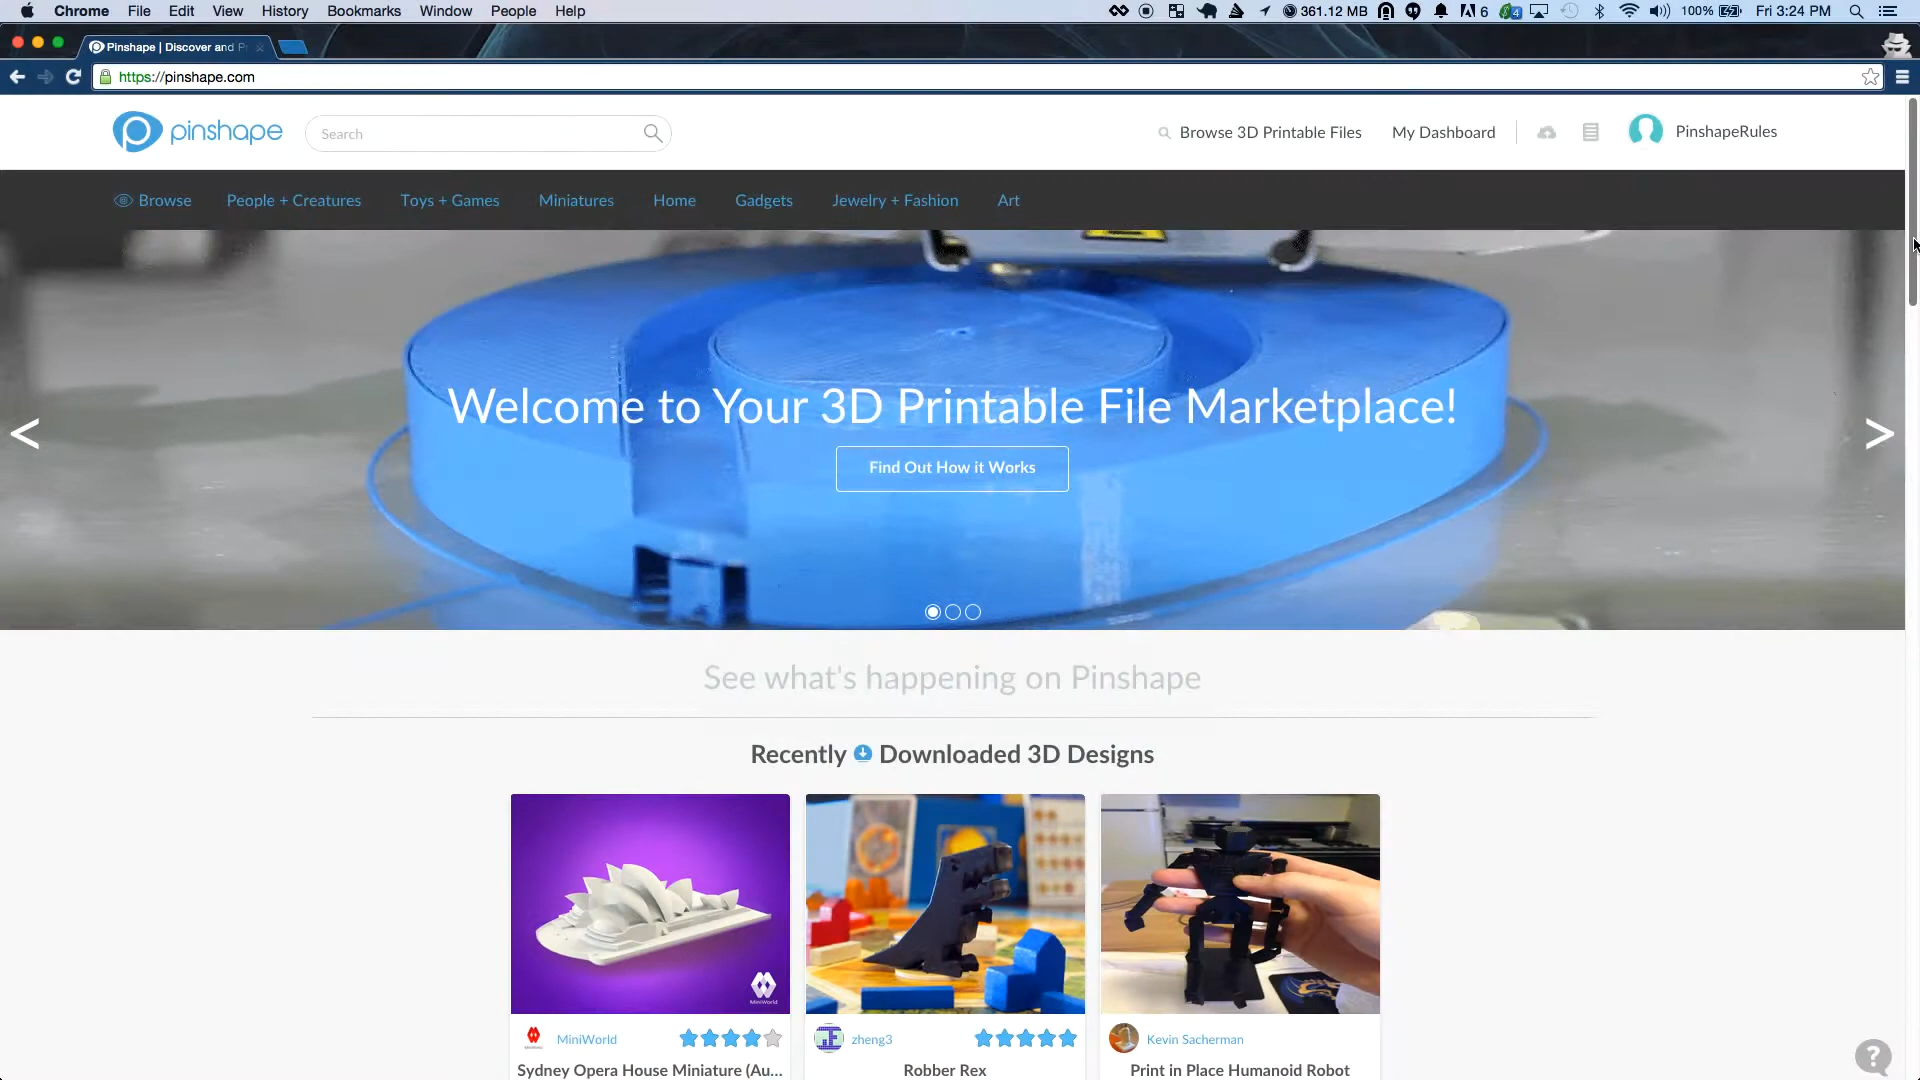 Chrome File Edit View History Bookmarks Window People Help 361.12 MB 6 4 100% Fri 3:24 PM
Pinshape | Discover and P
https://pinshape.com
pinshape Search Browse 3D Printable Files My Dashboard PinshapeRules
Browse People + Creatures Toys + Games Miniatures Home Gadgets Jewelry + Fashion Art
Welcome to Your 3D Printable File Marketplace!
< >
Find Out How it Works
See what's happening on Pinshape
Recently Downloaded 3D Designs
MiniWorld
MiniWorld zheng3 Kevin Sacherman
Sydney Opera House Miniature (Au... Robber Rex Print in Place Humanoid Robot
?